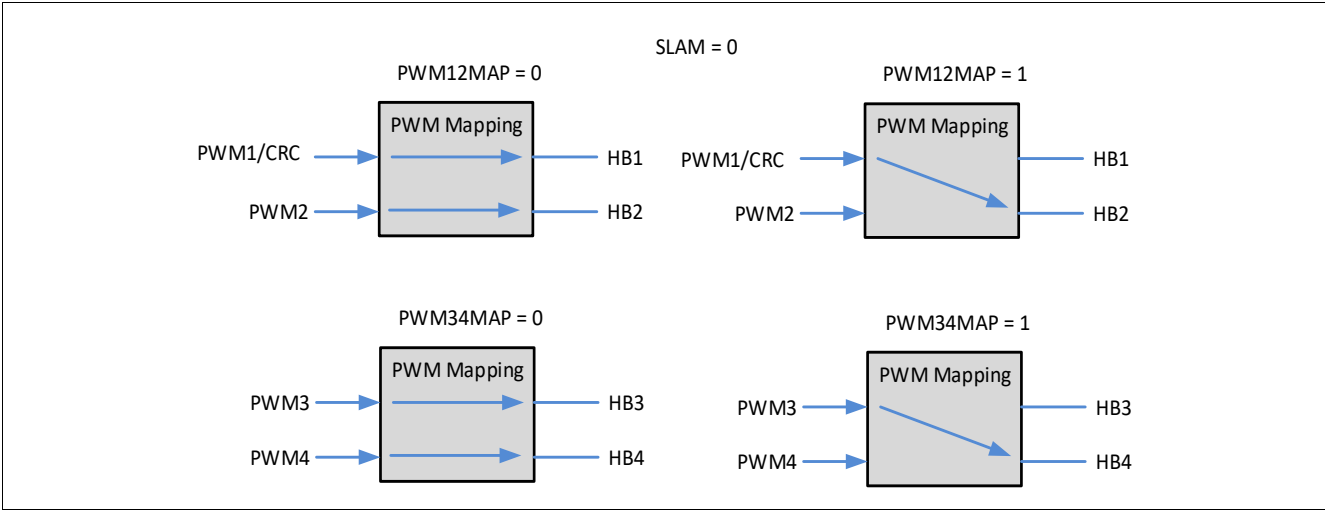 SLAM = 0
PWM12MAP = 0
PWM Mapping
PWM1/CRC
HB1
PWM2
HB2
PWM12MAP = 1
PWM Mapping
PWM1/CRC
HB1
PWM2
HB2
PWM34MAP = 0
PWM Mapping
PWM3
HB3
PWM4
HB4
PWM34MAP = 1
PWM Mapping
PWM3
HB3
PWM4
HB4